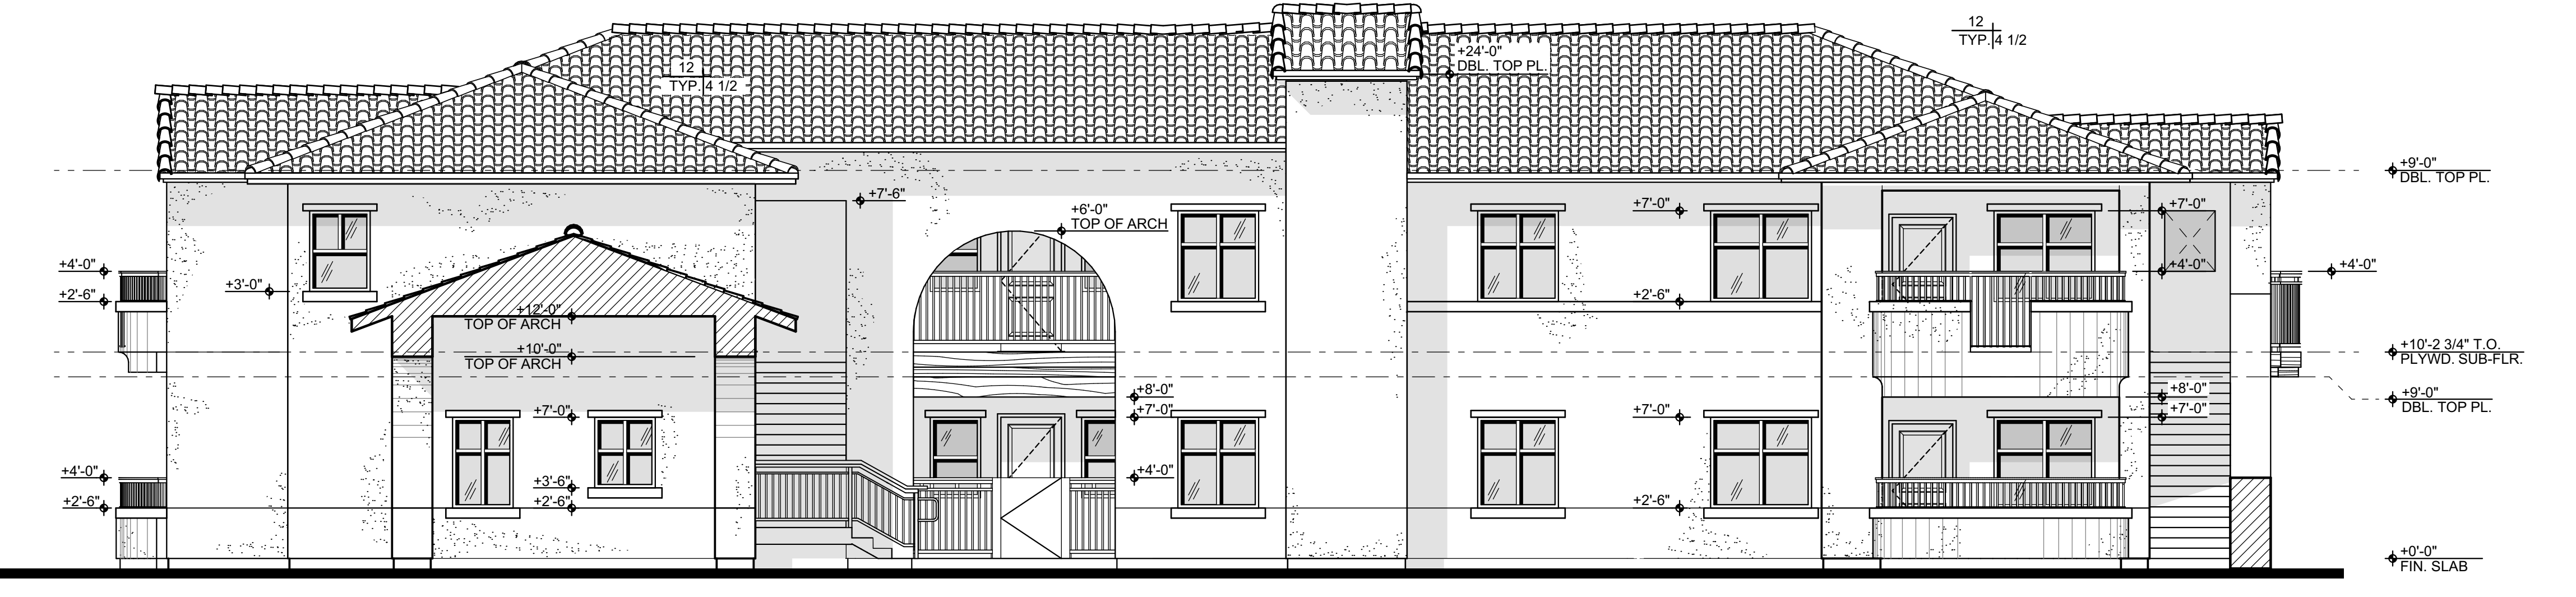 12
TYP. 4 1/2
+24'-0"
DBL. TOP PL.
12
TYP. 4 1/2
+9'-0"
DBL. TOP PL.
+7'-6"
+6'-0"
TOP OF ARCH
+7'-0"
+7'-0"
+4'-0"
+3'-0"
+2'-6"
+4'-0"
+4'-0"
+2'-6"
+12'-0"
TOP OF ARCH
+10'-0"
TOP OF ARCH
+10'-2 3/4" T.O.
PLYWD. SUB-FLR.
+8'-0"
+8'-0"
+9'-0"
DBL. TOP PL.
+7'-0"
+7'-0"
+7'-0"
+7'-0"
+4'-0"
+4'-0"
+3'-6"
+2'-6"
+2'-6"
+2'-6"
+0'-0"
FIN. SLAB